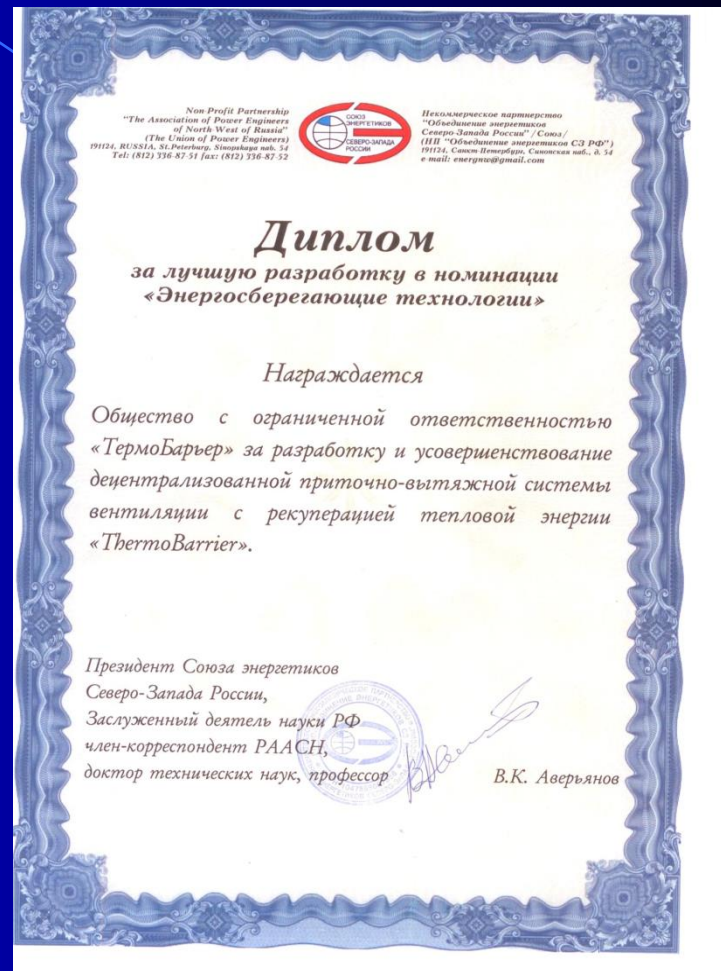 Non-Profit Partnership
"The Association of Power Engineers
of North West of Russia"
(The Union of Power Engineers)
191124, RUSSIA, St.Peterburg, Sinopskaya nab. 54
Tel: (812) 336-87-51 fax: (812) 336-87-52
СОЮЗ
ЭНЕРГЕТИКОВ
СЕВЕРО-ЗАПАДА
РОССИИ
Некоммерческое партнерство
"Объединение энергетиков
Северо-Запада России" /Союз/
(НП "Объединение энергетиков СЗ РФ")
191124, Санкт-Петербург, Синопская наб., д. 54
e-mail: energnw@gmail.com
Диплом
за лучшую разработку в номинации
«Энергосберегающие технологии»
Награждается
Общество с ограниченной ответственностью
«ТермоБарьер» за разработку и усовершенствование
децентрализованной приточно-вытяжной системы
вентиляции с рекуперацией тепловой энергии
«ThermoBarrier».
Президент Союза энергетиков
Северо-Запада России,
Заслуженный деятель науки РФ
член-корреспондент РААСН,
доктор технических наук, профессор
В.К. Аверьянов